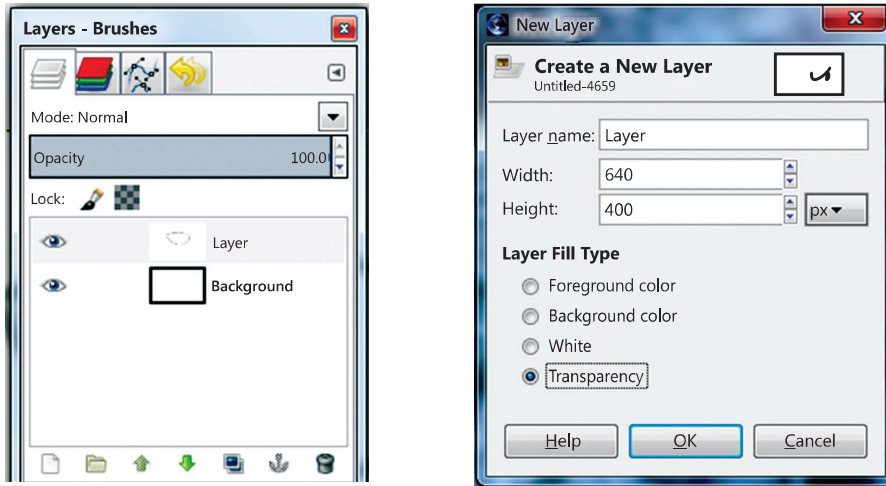 Layers - Brushes
Mode: Normal
Opacity 100.0
Lock:
Layer
Background
New Layer
Create a New Layer
Untitled-4659
Layer name: Layer
Width: 640
Height: 400 px
Layer Fill Type
Foreground color
Background color
White
Transparency
Help OK Cancel